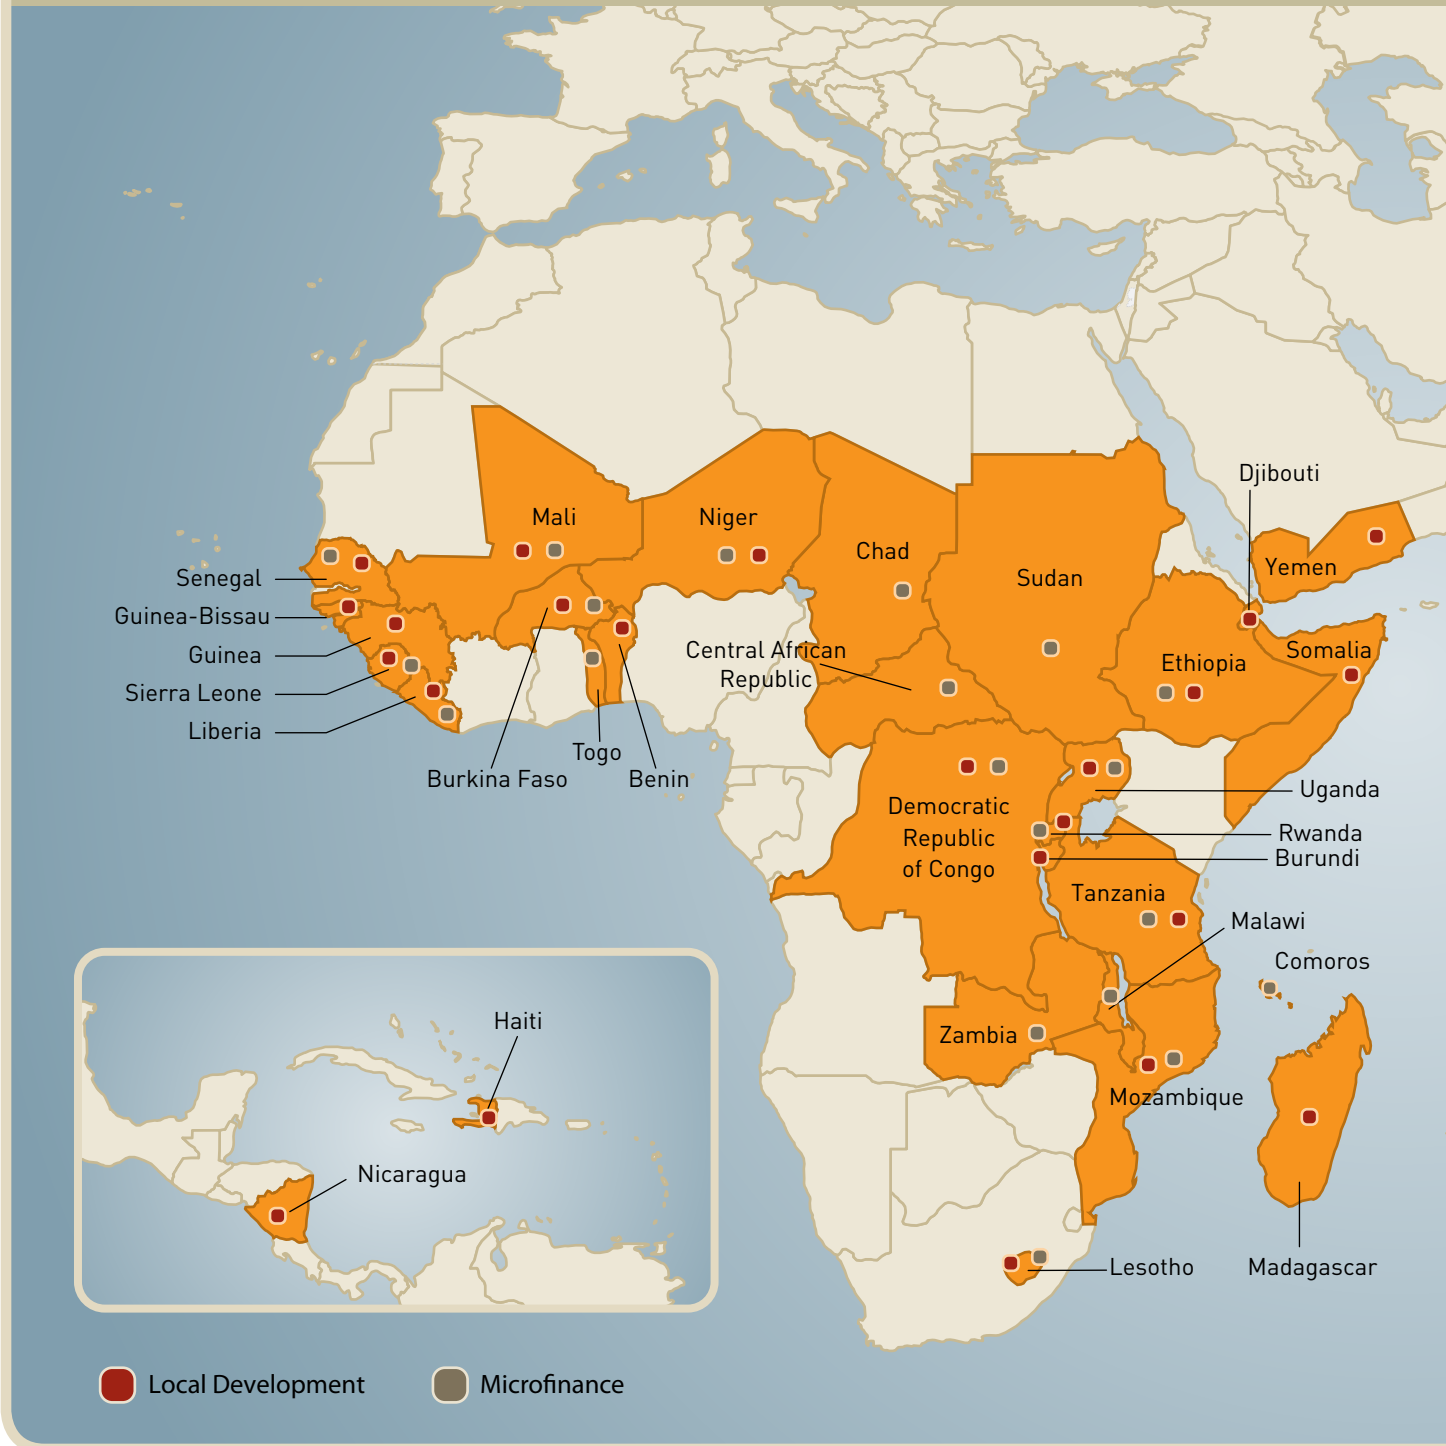 Djibouti
Mali
Niger
Chad
Sudan
Yemen
Senegal
Guinea-Bissau
Guinea
Sierra Leone
Liberia
Central African
Republic
Ethiopia
Somalia
Togo
Burkina Faso
Benin
Democratic
Republic
of Congo
Uganda
Rwanda
Burundi
Tanzania
Malawi
Comoros
Zambia
Mozambique
Haiti
Nicaragua
Lesotho
Madagascar
Local Development
Microfinance